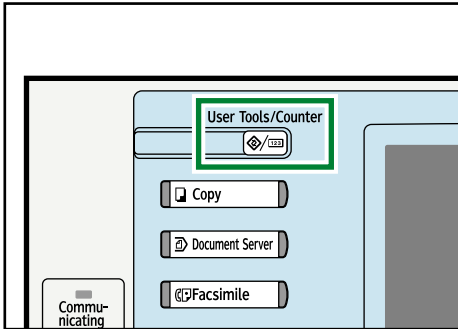 User Tools/Counter
/123
Copy
Document Server
Facsimile
Commu-
nicating